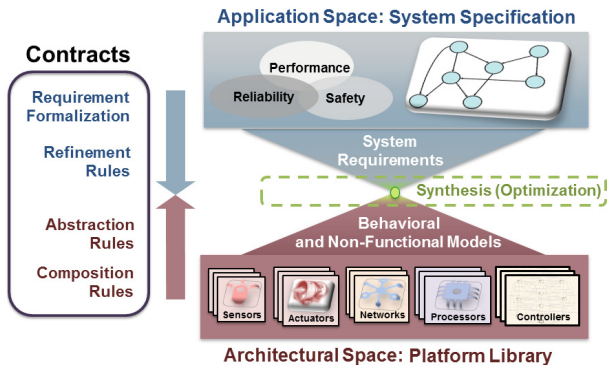 Application Space: System Specification
Contracts
Performance
Reliability
Safety
Requirement
Formalization
Refinement
Rules
System
Requirements
Synthesis (Optimization)
Abstraction
Rules
Composition
Rules
Behavioral
and Non-Functional Models
Sensors
Actuators
Networks
Processors
Controllers
Architectural Space: Platform Library